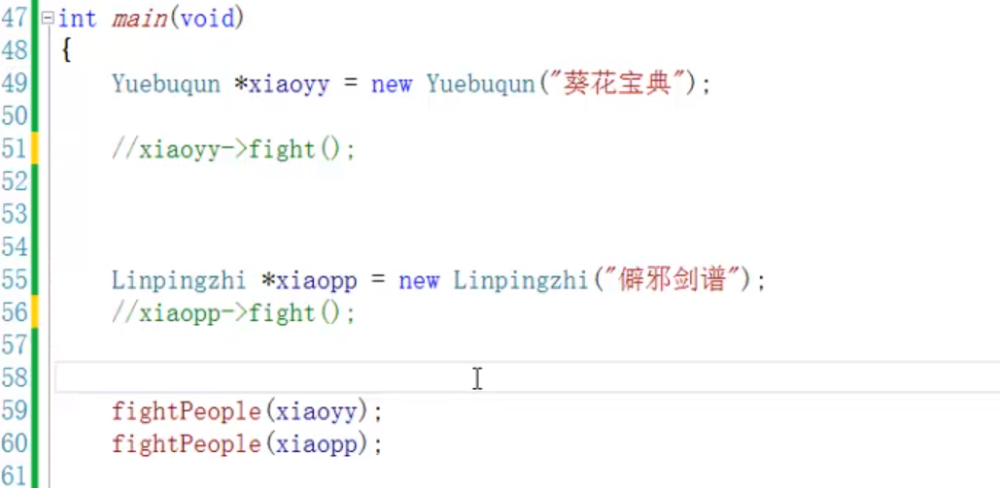 47 int main(void)
48 {
49 Yuebuqun *xiaoyy = new Yuebuqun("葵花宝典");
50
51 //xiaoyy->fight();
52
53
54
55 Linpingzhi *xiaopp = new Linpingzhi("僻邪剑谱");
56 //xiaopp->fight();
57
58
59 fightPeople(xiaoyy);
60 fightPeople(xiaopp);
61